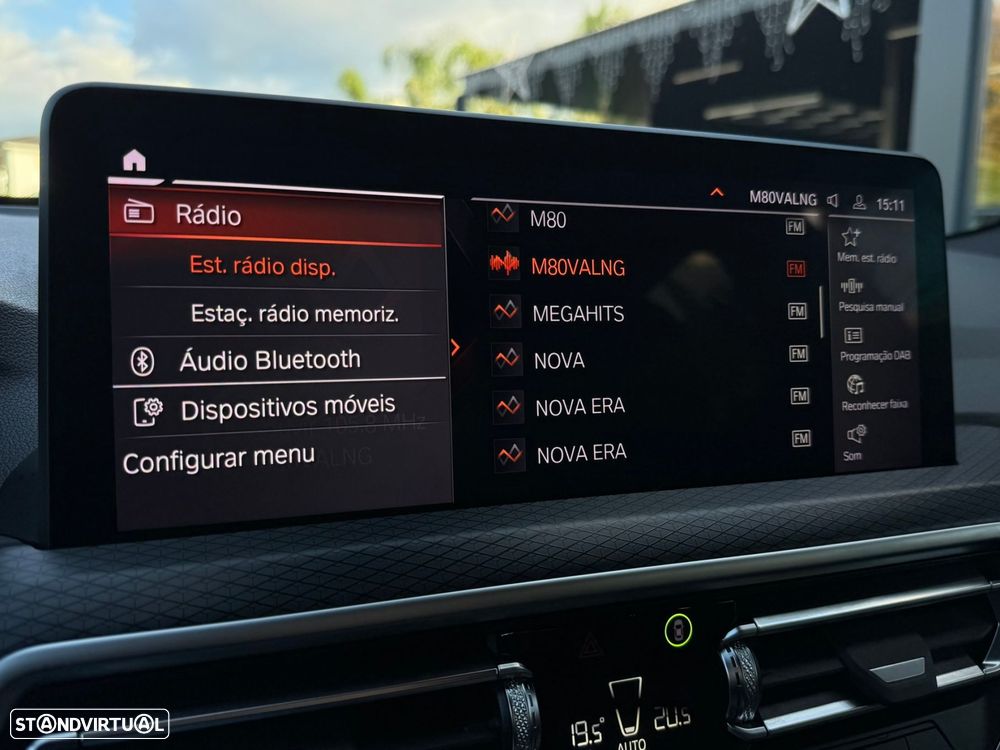 M80VALNG 15:11
Rádio
Est. rádio disp.
Estaç. rádio memoriz.
Áudio Bluetooth
Dispositivos móveis
Configurar menu
M80 FM
M80VALNG FM
MEGAHITS FM
NOVA FM
NOVA ERA FM
NOVA ERA FM
Mem. est. rádio
Pesquisa manual
Programação DAB
Reconhecer faixa
Som
19.5°
20.5
AUTO
STANDVIRTUAL